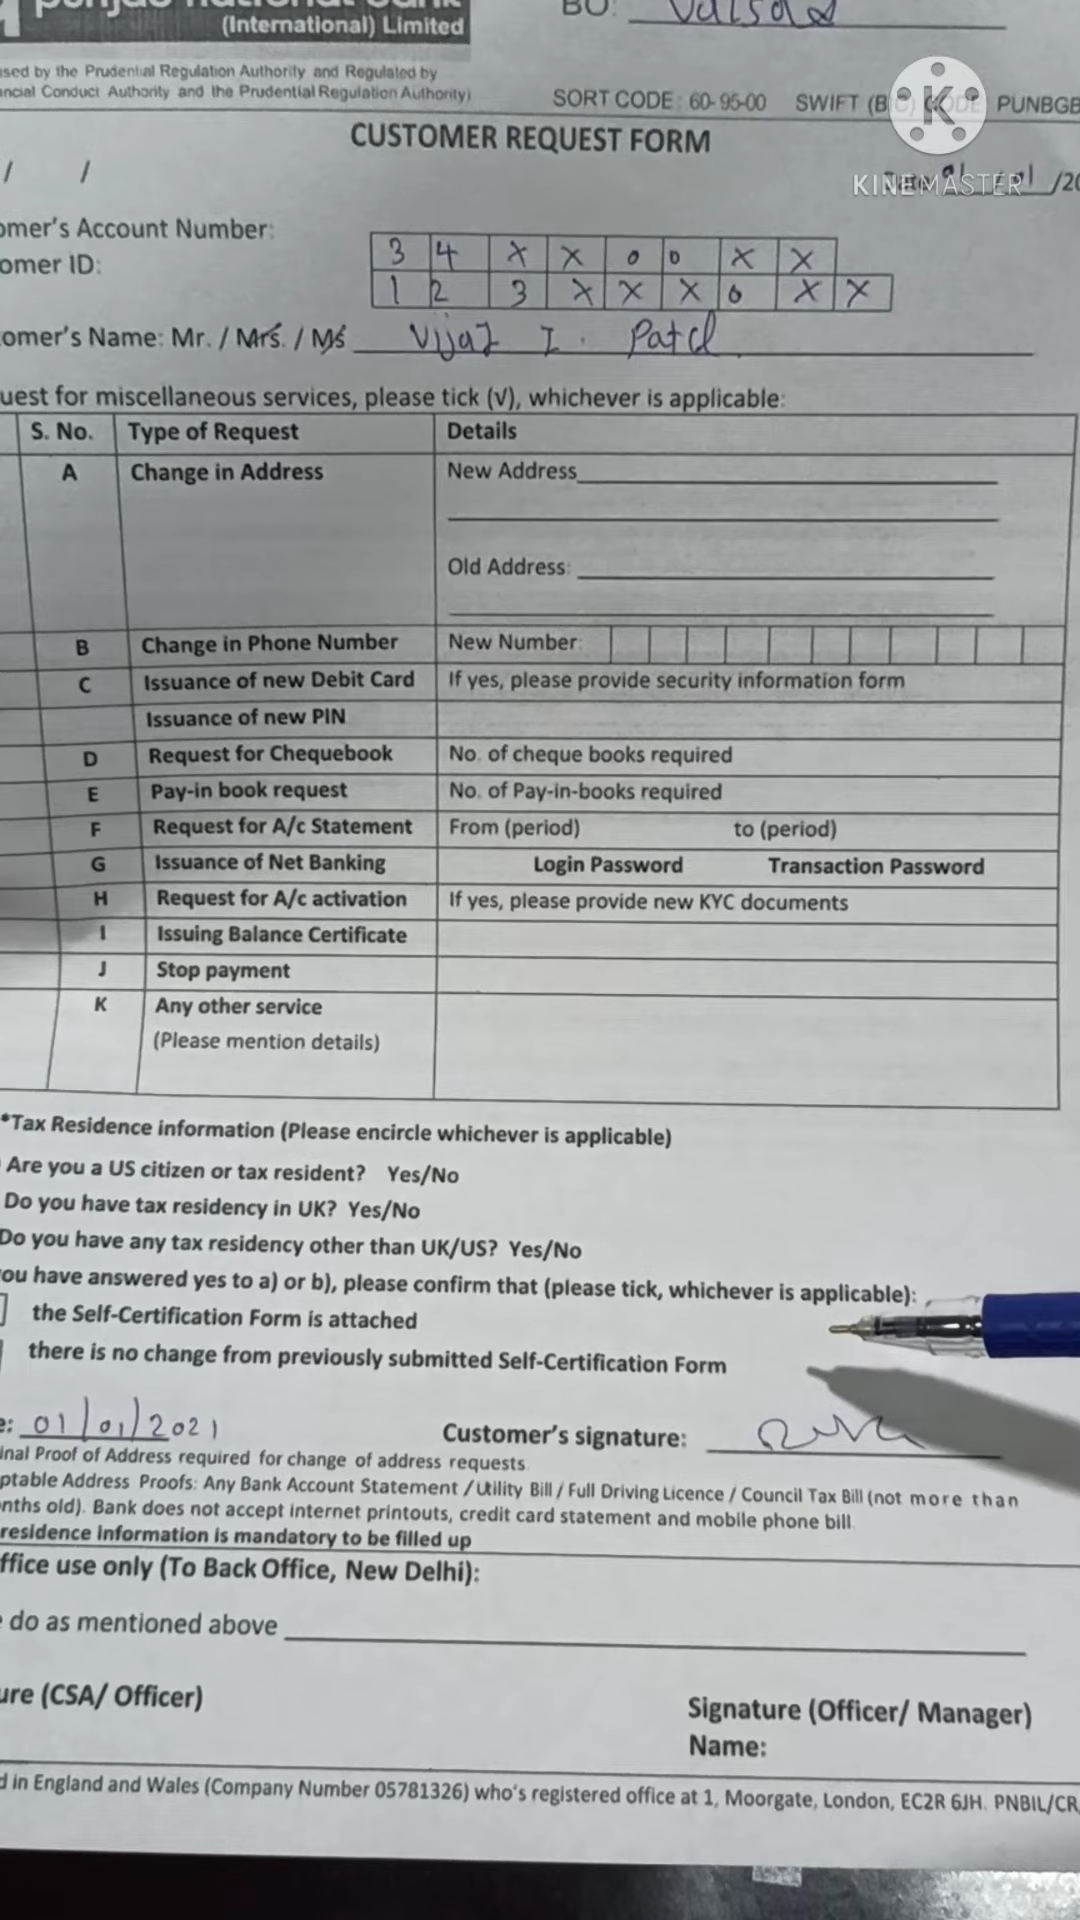 (International) Limited
BO: Valsad
sed by the Prudential Regulation Authority and Regulated by
ncial Conduct Authority and the Prudential Regulation Authority)
SORT CODE : 60-95-00 SWIFT (BIC) CODE PUNBGB
CUSTOMER REQUEST FORM
K
KINEMASTER
/ / /20
omer's Account Number:
3 4 X X 0 0 X X
omer ID:
1 2 3 X X X 0 X X
omer's Name: Mr. / Mrs. / Ms Vijay I. Patel
uest for miscellaneous services, please tick (√), whichever is applicable:
S. No. Type of Request Details
A Change in Address New Address
Old Address:
B Change in Phone Number New Number:
C Issuance of new Debit Card If yes, please provide security information form
Issuance of new PIN
D Request for Chequebook No. of cheque books required
E Pay-in book request No. of Pay-in-books required
F Request for A/c Statement From (period) to (period)
G Issuance of Net Banking Login Password Transaction Password
H Request for A/c activation If yes, please provide new KYC documents
I Issuing Balance Certificate
J Stop payment
K Any other service
(Please mention details)
*Tax Residence information (Please encircle whichever is applicable)
Are you a US citizen or tax resident? Yes/No
Do you have tax residency in UK? Yes/No
Do you have any tax residency other than UK/US? Yes/No
ou have answered yes to a) or b), please confirm that (please tick, whichever is applicable):
the Self-Certification Form is attached
there is no change from previously submitted Self-Certification Form
e: 01/01/2021 Customer's signature:
inal Proof of Address required for change of address requests.
ptable Address Proofs: Any Bank Account Statement / Utility Bill / Full Driving Licence / Council Tax Bill (not more than
nths old). Bank does not accept internet printouts, credit card statement and mobile phone bill.
residence Information is mandatory to be filled up
ffice use only (To Back Office, New Delhi):
e do as mentioned above
ure (CSA/ Officer)
Signature (Officer/ Manager)
Name:
d in England and Wales (Company Number 05781326) who's registered office at 1, Moorgate, London, EC2R 6JH. PNBIL/CR